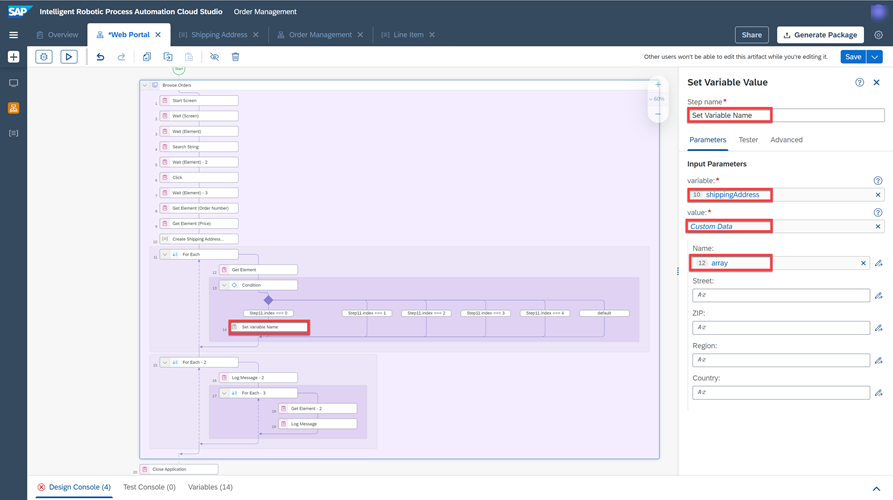 SAP Intelligent Robotic Process Automation Cloud Studio Order Management
Overview *Web Portal Shipping Address Order Management Line Item Share Generate Package
Other users won't be able to edit this artifact while you're editing it. Save
Start
Browse Orders
60%
1 Start Screen
2 Wait (Screen)
3 Wait (Element)
4 Search String
5 Wait (Element) - 2
6 Click
7 Wait (Element) - 3
8 Get Element (Order Number)
9 Get Element (Price)
10 Create Shipping Address...
11 For Each
12 Get Element
13 Condition
Step11.index === 0 Step11.index === 1 Step11.index === 2 Step11.index === 3 Step11.index === 4 default
14 Set Variable Name
15 For Each - 2
16 Log Message - 2
17 For Each - 3
18 Get Element - 2
19 Log Message
20 Close Application
Set Variable Value
Step name*
Set Variable Name
Parameters Tester Advanced
Input Parameters
variable:*
10 shippingAddress
value:*
Custom Data
Name:
12 array
Street:
Az
ZIP:
Az
Region:
Az
Country:
Az
Design Console (4) Test Console (0) Variables (14)